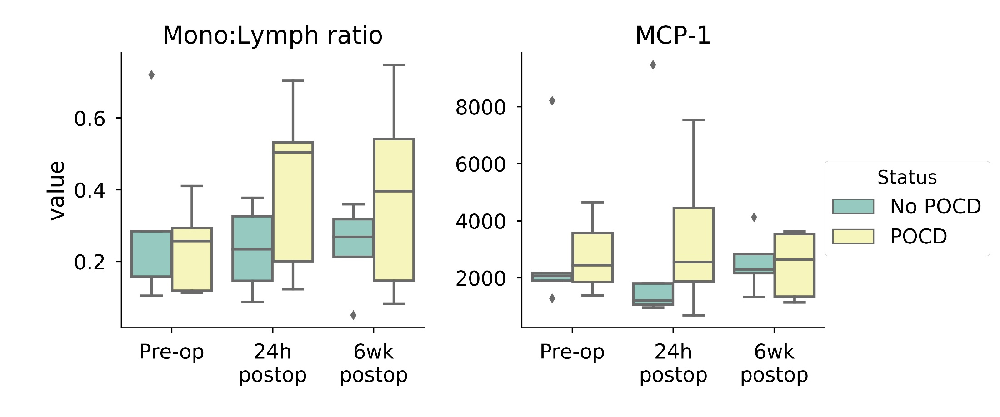 Mono:Lymph ratio
value
0.6
0.4
0.2
Pre-op
24h
postop
6wk
postop
MCP-1
8000
6000
4000
2000
Pre-op
24h
postop
6wk
postop
Status
No POCD
POCD